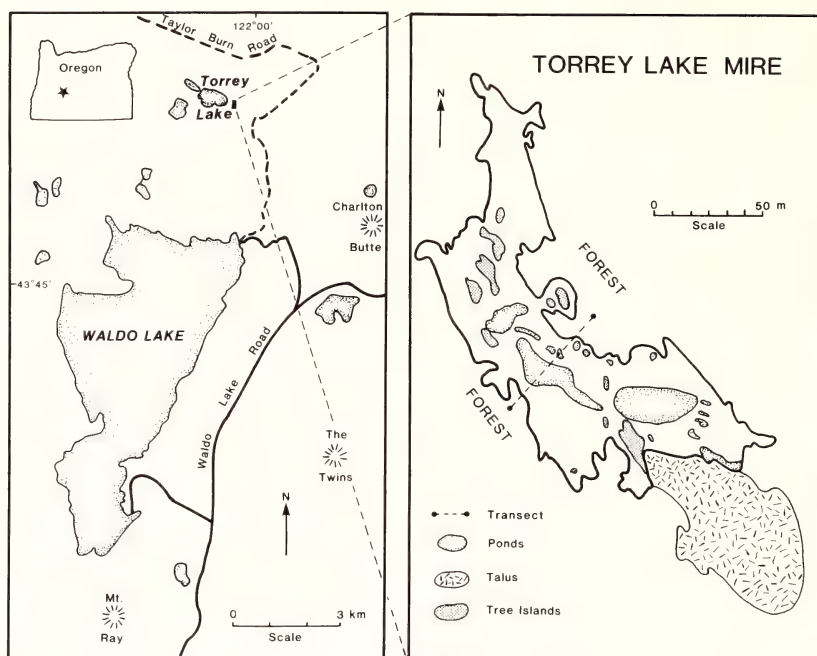 Taylor Burn Road
122°00'
Oregon
Torrey
Lake
Charlton
Butte
43°45'
WALDO LAKE
Waldo Lake Road
The
Twins
N
Mt.
Ray
0 3 km
Scale
TORREY LAKE MIRE
N
0 50 m
Scale
FOREST
FOREST
Transect
Ponds
Talus
Tree Islands